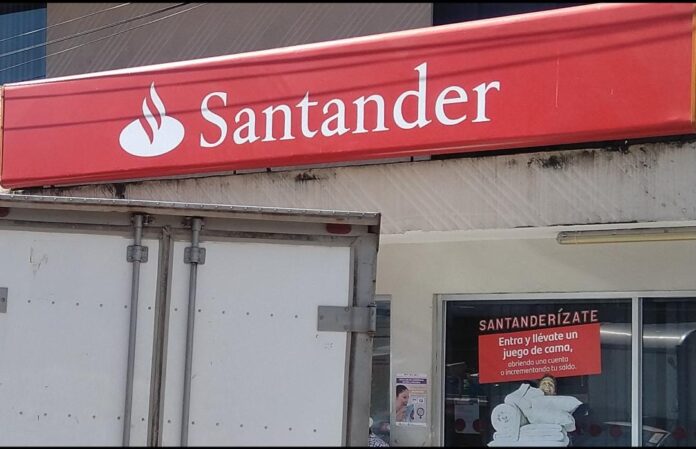 Santander
SANTANDERÍZATE
Entra y llévate un
juego de cama,
abriendo una cuenta
o incrementando tu saldo.